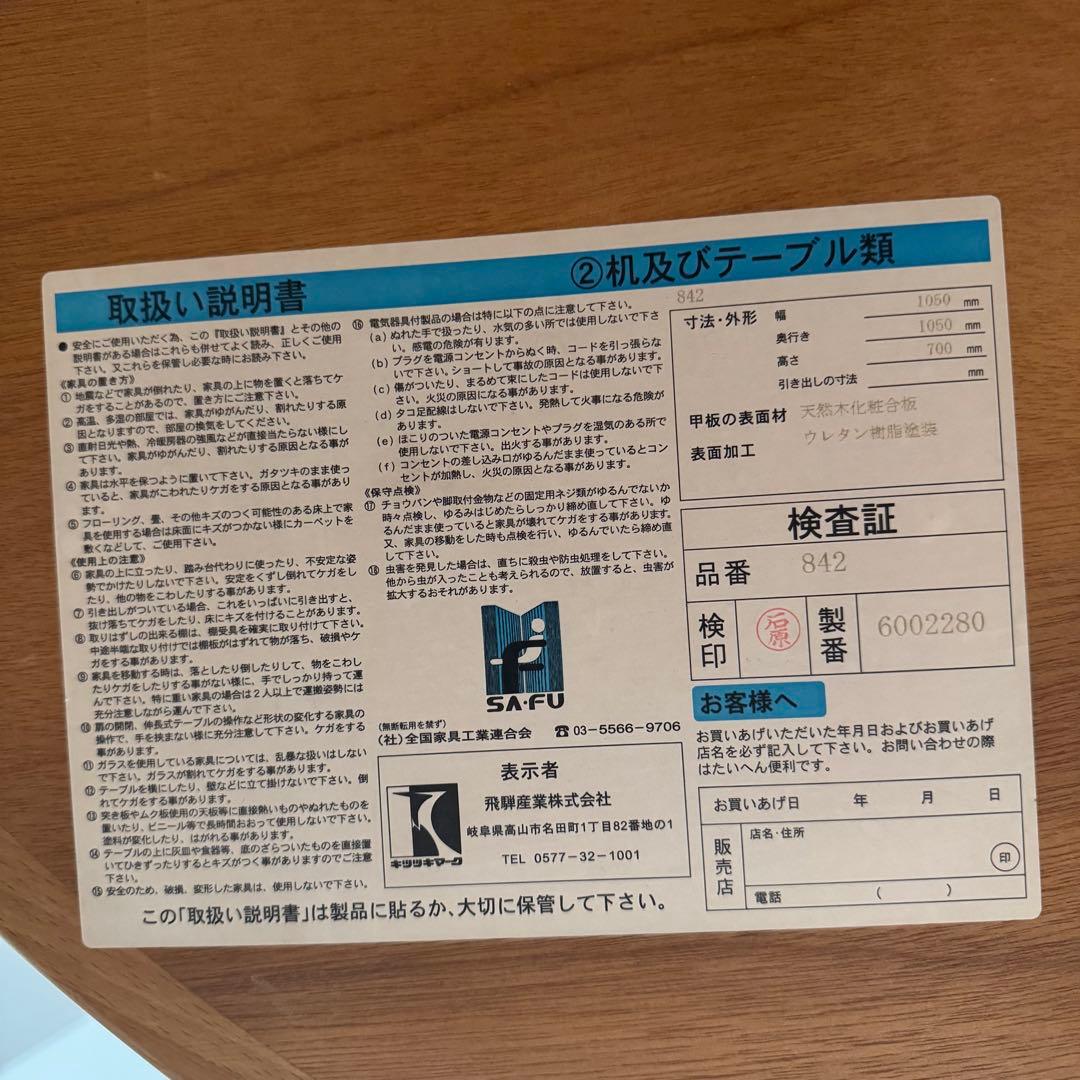 取扱い説明書
②机及びテーブル類
● 安全にご使用いただく為、この『取扱い説明書』とその他の
説明書がある場合はこれらも併せてよく読み、正しくご使用
下さい。又これらを保管し必要な時にお読み下さい。
《家具の置き方》
① 地震などで家具が倒れたり、家具の上に物を置くと落ちてケ
ガをすることがあるので、置き方にご注意下さい。
② 高温、多湿の部屋では、家具がゆがんだり、割れたりする原
因となりますので、部屋の換気をしてください。
③ 直射日光や熱、冷暖房器の強風などが直接当たらない様にし
て下さい。家具がゆがんだり、割れたりする原因となる事が
あります。
④ 家具は水平を保つように置いて下さい。ガタツキのまま使っ
ていると、家具がこわれたりケガをする原因となる事があり
ます。
⑤ フローリング、畳、その他キズのつく可能性のある床上で家
具を使用する場合は床面にキズがつかない様にカーペットを
敷くなどして、ご使用下さい。
《使用上の注意》
⑥ 家具の上に立ったり、踏み台代わりに使ったり、不安定な姿
勢でかけたりしないで下さい。安定をくずし倒れてケガをし
たり、他の物をこわしたりする事があります。
⑦ 引き出しがついている場合、これをいっぱいに引き出すと、
抜け落ちてケガをしたり、床にキズを付けることがあります。
⑧ 取りはずしの出来る棚は、棚受具を確実に取り付けて下さい。
中途半端な取り付けでは棚板がはずれて物が落ち、破損やケ
ガをする事があります。
⑨ 家具を移動する時は、落としたり倒したりして、物をこわし
たりケガをしたりする事がない様に、手でしっかり持って運
んで下さい。特に重い家具の場合は2人以上で運搬姿勢には
充分注意しながら運んで下さい。
⑩ 扉の開閉、伸長式テーブルの操作など形状の変化する家具の
操作で、手を挟まない様に充分注意して下さい。ケガをする
事があります。
⑪ ガラスを使用している家具については、乱暴な扱いはしない
で下さい。ガラスが割れてケガをする事があります。
⑫ テーブルを横にしたり、壁などに立て掛けないで下さい。倒
れてケガをする事があります。
⑬ 突き板やムク板使用の天板等に直接熱いものやぬれたものを
置いたり、ビニール等で長時間おおって使用しないで下さい。
塗料が変化したり、はがれる事があります。
⑭ テーブルの上に灰皿や食器等、底のざらついたものを直接置
いてひきずったりするとキズがつく事がありますのでご注意
下さい。
⑮ 安全のため、破損、変形した家具は、使用しないで下さい。
⑯ 電気器具付製品の場合は特に以下の点に注意して下さい。
(a) ぬれた手で扱ったり、水気の多い所では使用しないで下さ
い。感電の危険が有ります。
(b) プラグを電源コンセントからぬく時、コードを引っ張らな
いで下さい。ショートして事故の原因となる事があります。
(c) 傷がついたり、まるめて束にしたコードは使用しないで下
さい。火災の原因になる事があります。
(d) タコ足配線はしないで下さい。発熱して火事になる危険が
あります。
(e) ほこりのついた電源コンセントやプラグを湿気のある所で
使用しないで下さい。出火する事があります。
(f) コンセントの差し込み口がゆるんだまま使っているとコン
セントが加熱し、火災の原因となる事があります。
《保守点検》
⑰ チョウバンや脚取付金物などの固定用ネジ類がゆるんでないか
時々点検し、ゆるみはじめたらしっかり締め直して下さい。ゆ
るんだまま使っていると家具が壊れてケガをする事があります。
又、家具の移動をした時も点検を行い、ゆるんでいたら締め直
して下さい。
⑱ 虫害を発見した場合は、直ちに殺虫や防虫処理をして下さい。
他から虫が入ったことも考えられるので、放置すると、虫害が
拡大するおそれがあります。
SA・FU
(無断転用を禁ず)
(社)全国家具工業連合会 ☎03-5566-9706
表示者
飛騨産業株式会社
岐阜県高山市名田町1丁目82番地の1
TEL 0577-32-1001
キツツキマーク
この「取扱い説明書」は製品に貼るか、大切に保管して下さい。
842
寸法・外形 幅 1050 mm
奥行き 1050 mm
高さ 700 mm
引き出しの寸法 mm
甲板の表面材 天然木化粧合板
表面加工 ウレタン樹脂塗装
検査証
品番 842
検印 石原 製番 6002280
お客様へ
お買いあげいただいた年月日およびお買いあげ
店名を必ず記入して下さい。お問い合わせの際
はたいへん便利です。
お買いあげ日 年 月 日
販売店 店名・住所
印
電話 ( )